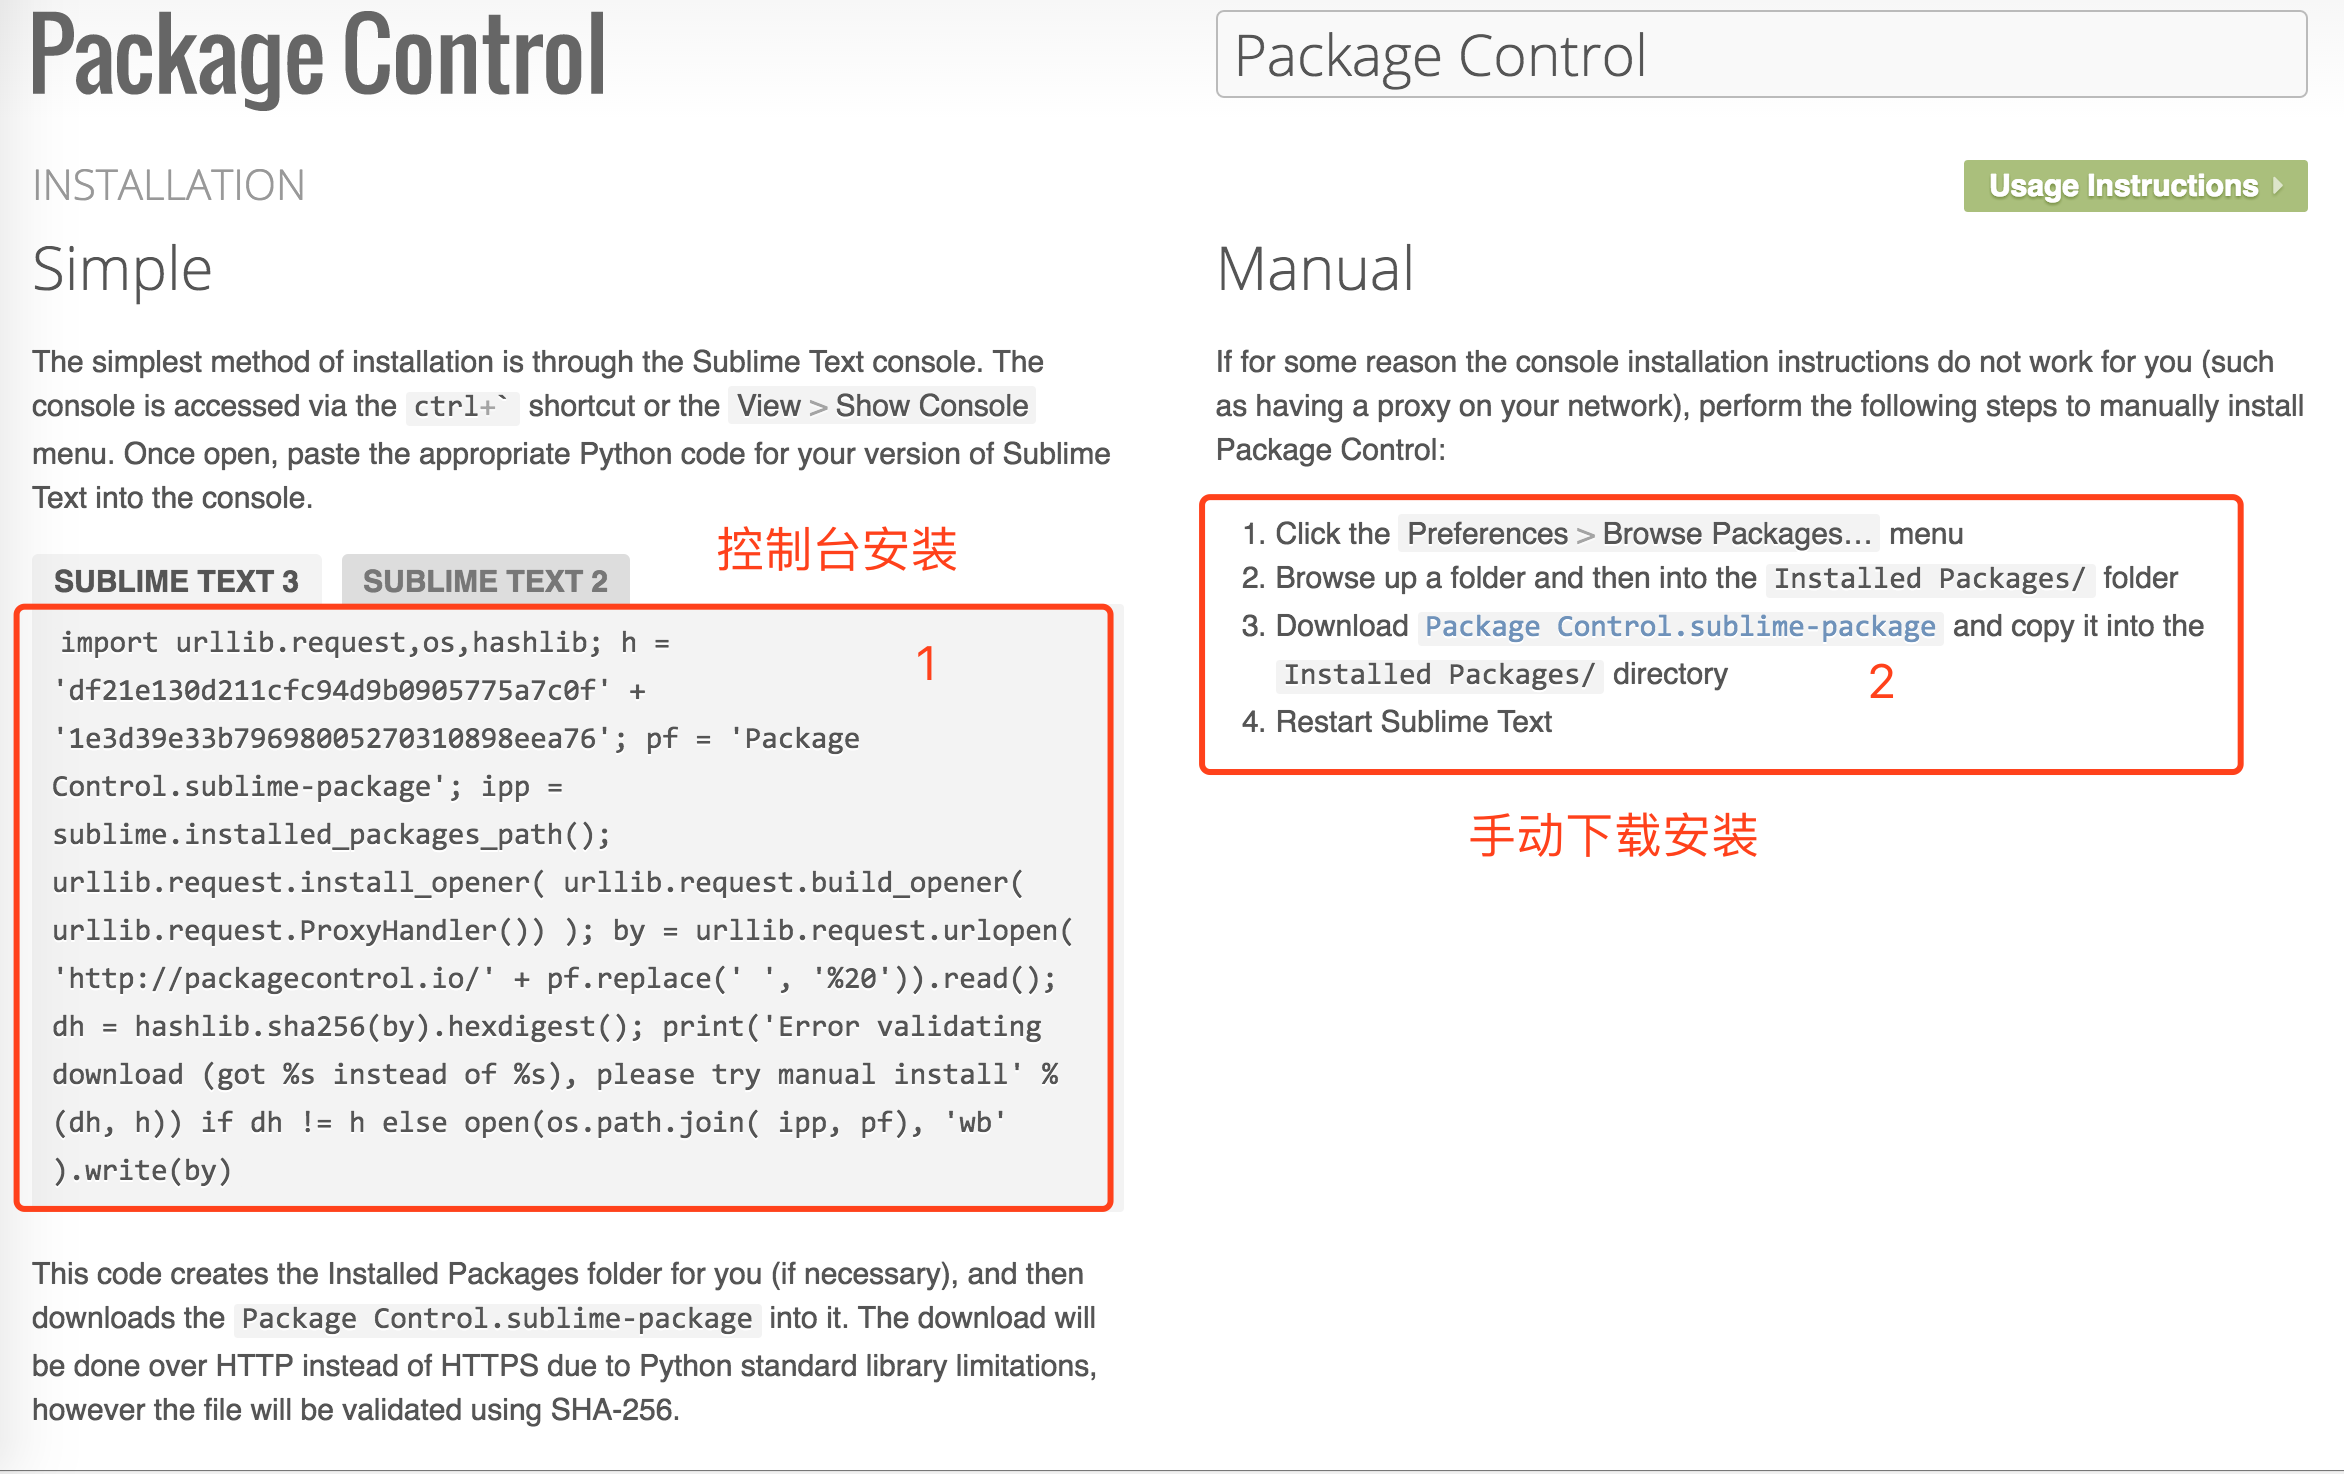 Package Control
Package Control
INSTALLATION
Usage Instructions
Simple
The simplest method of installation is through the Sublime Text console. The
console is accessed via the ctrl+` shortcut or the View > Show Console
menu. Once open, paste the appropriate Python code for your version of Sublime
Text into the console.
控制台安装
SUBLIME TEXT 3 SUBLIME TEXT 2
1
import urllib.request,os,hashlib; h =
'df21e130d211cfc94d9b0905775a7c0f' +
'1e3d39e33b79698005270310898eea76'; pf = 'Package
Control.sublime-package'; ipp =
sublime.installed_packages_path();
urllib.request.install_opener( urllib.request.build_opener(
urllib.request.ProxyHandler()) ); by = urllib.request.urlopen(
'http://packagecontrol.io/' + pf.replace(' ', '%20')).read();
dh = hashlib.sha256(by).hexdigest(); print('Error validating
download (got %s instead of %s), please try manual install' %
(dh, h)) if dh != h else open(os.path.join( ipp, pf), 'wb'
).write(by)
This code creates the Installed Packages folder for you (if necessary), and then
downloads the Package Control.sublime-package into it. The download will
be done over HTTP instead of HTTPS due to Python standard library limitations,
however the file will be validated using SHA-256.
Manual
If for some reason the console installation instructions do not work for you (such
as having a proxy on your network), perform the following steps to manually install
Package Control:
1. Click the Preferences > Browse Packages… menu
2. Browse up a folder and then into the Installed Packages/ folder
3. Download Package Control.sublime-package and copy it into the
Installed Packages/ directory
2
4. Restart Sublime Text
手动下载安装